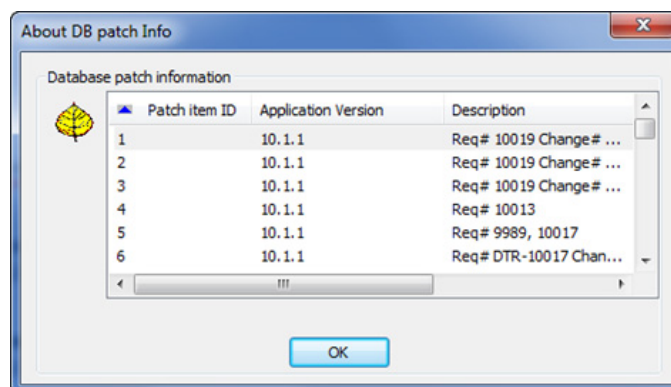 About DB patch Info
Database patch information
Patch item ID Application Version Description
1 10.1.1 Req# 10019 Change# ...
2 10.1.1 Req# 10019 Change# ...
3 10.1.1 Req# 10019 Change# ...
4 10.1.1 Req# 10013
5 10.1.1 Req# 9989, 10017
6 10.1.1 Req# DTR-10017 Chan...
OK